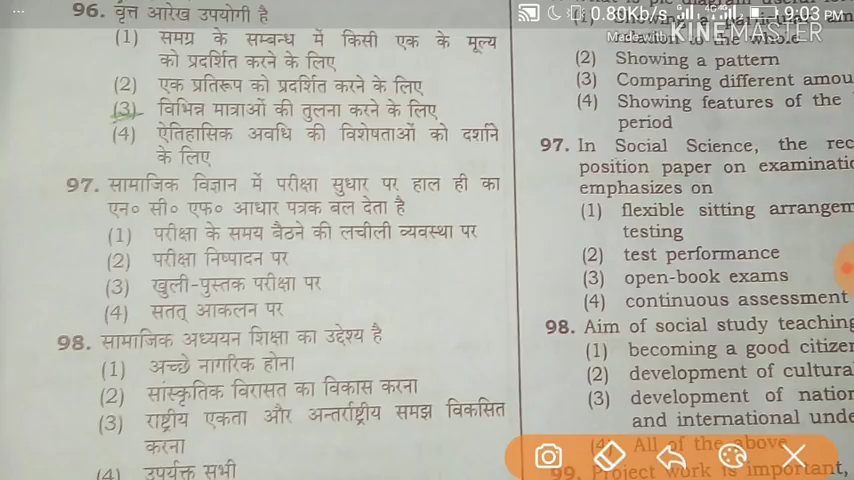 0.80Kb/s 4G 9:03 PM
Made with KINEMASTER
96. वृत्त आरेख उपयोगी है
(1) समग्र के सम्बन्ध में किसी एक के मूल्य
को प्रदर्शित करने के लिए
(2) एक प्रतिरूप को प्रदर्शित करने के लिए
(3) विभिन्न मात्राओं की तुलना करने के लिए
(4) ऐतिहासिक अवधि की विशेषताओं को दर्शाने
के लिए
97. सामाजिक विज्ञान में परीक्षा सुधार पर हाल ही का
एन० सी० एफ० आधार पत्रक बल देता है
(1) परीक्षा के समय बैठने की लचीली व्यवस्था पर
(2) परीक्षा निष्पादन पर
(3) खुली-पुस्तक परीक्षा पर
(4) सतत् आकलन पर
98. सामाजिक अध्ययन शिक्षा का उद्देश्य है
(1) अच्छे नागरिक होना
(2) सांस्कृतिक विरासत का विकास करना
(3) राष्ट्रीय एकता और अन्तर्राष्ट्रीय समझ विकसित
करना
(4) उपर्युक्त सभी
to the whole
(2) Showing a pattern
(3) Comparing different amou
(4) Showing features of the
period
97. In Social Science, the rec
position paper on examinatio
emphasizes on
(1) flexible sitting arrangem
testing
(2) test performance
(3) open-book exams
(4) continuous assessment
98. Aim of social study teaching
(1) becoming a good citizen
(2) development of cultura
(3) development of nation
and international unde
(4) All of the above
99. Project work is important,